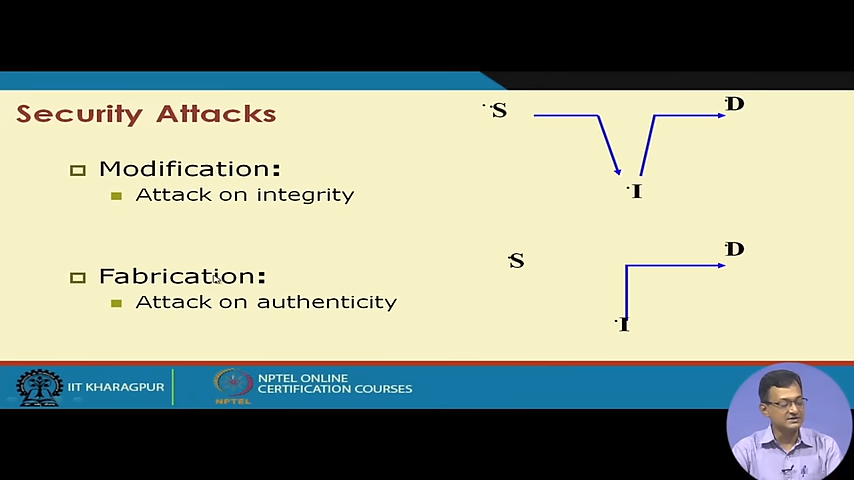 Security Attacks
Modification:
Attack on integrity
Fabrication:
Attack on authenticity
S
D
I
S
D
I
IIT KHARAGPUR
NPTEL
NPTEL ONLINE
CERTIFICATION COURSES